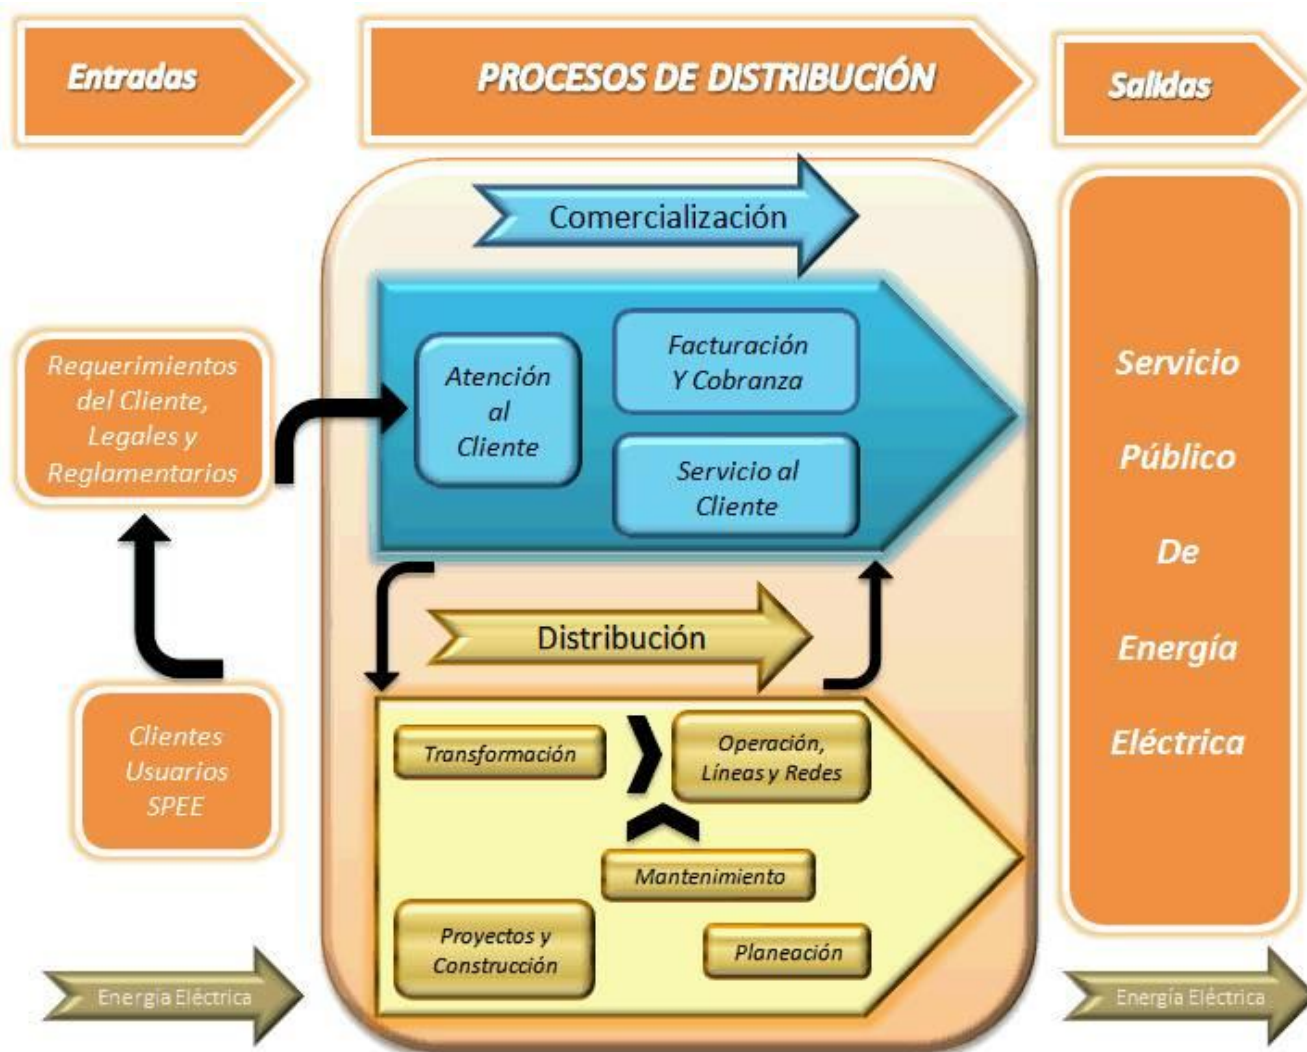 Entradas
PROCESOS DE DISTRIBUCIÓN
Salidas
Comercialización
Requerimientos
del Cliente,
Legales y
Reglamentarios
Atención
al
Cliente
Facturación
Y Cobranza
Servicio al
Cliente
Servicio
Público
De
Energía
Eléctrica
Distribución
Clientes
Usuarios
SPEE
Transformación
Operación,
Líneas y Redes
Mantenimiento
Proyectos y
Construcción
Planeación
Energía Eléctrica
Energía Eléctrica